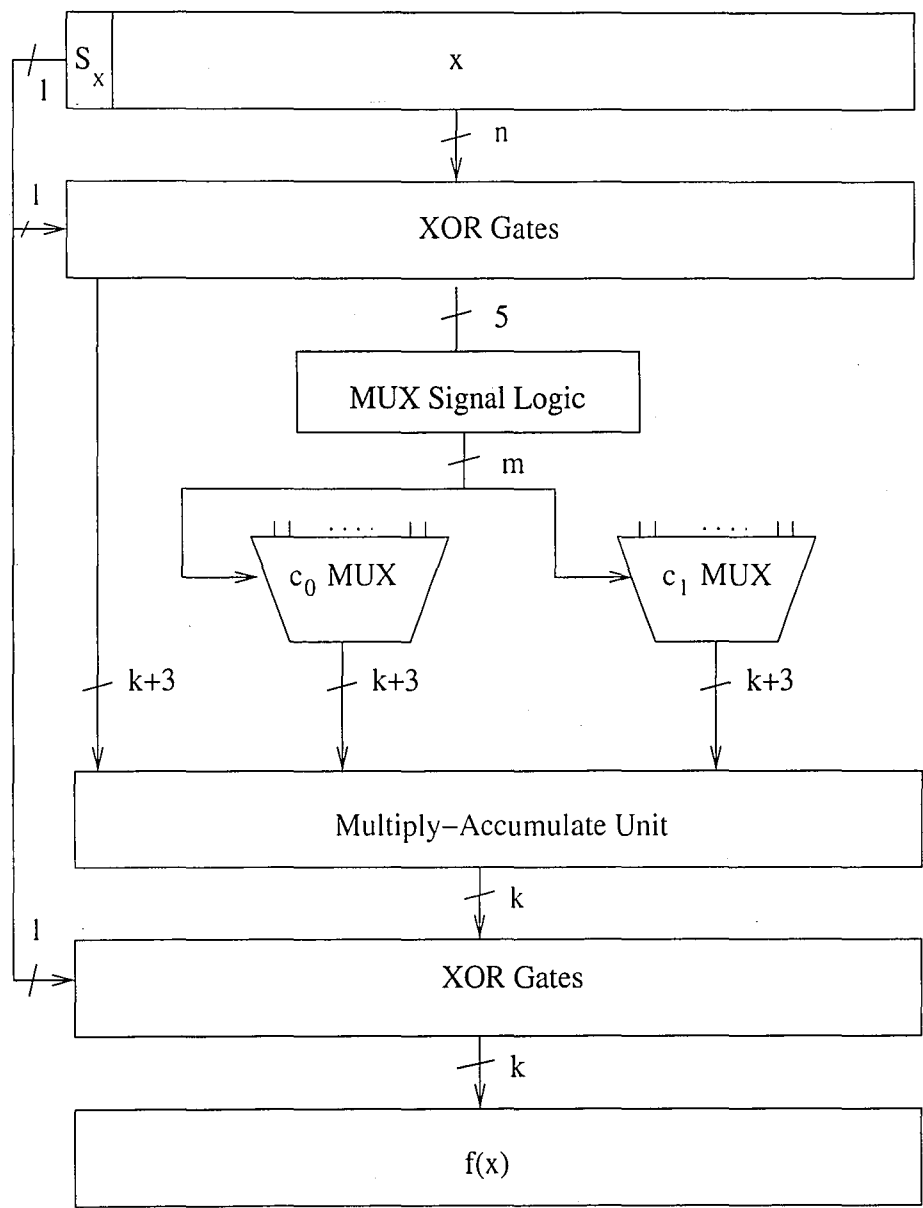 S_x
x
1
n
1
XOR Gates
5
MUX Signal Logic
m
. . . .
. . . .
c_0 MUX
c_1 MUX
k+3
k+3
k+3
Multiply–Accumulate Unit
k
1
XOR Gates
k
f(x)